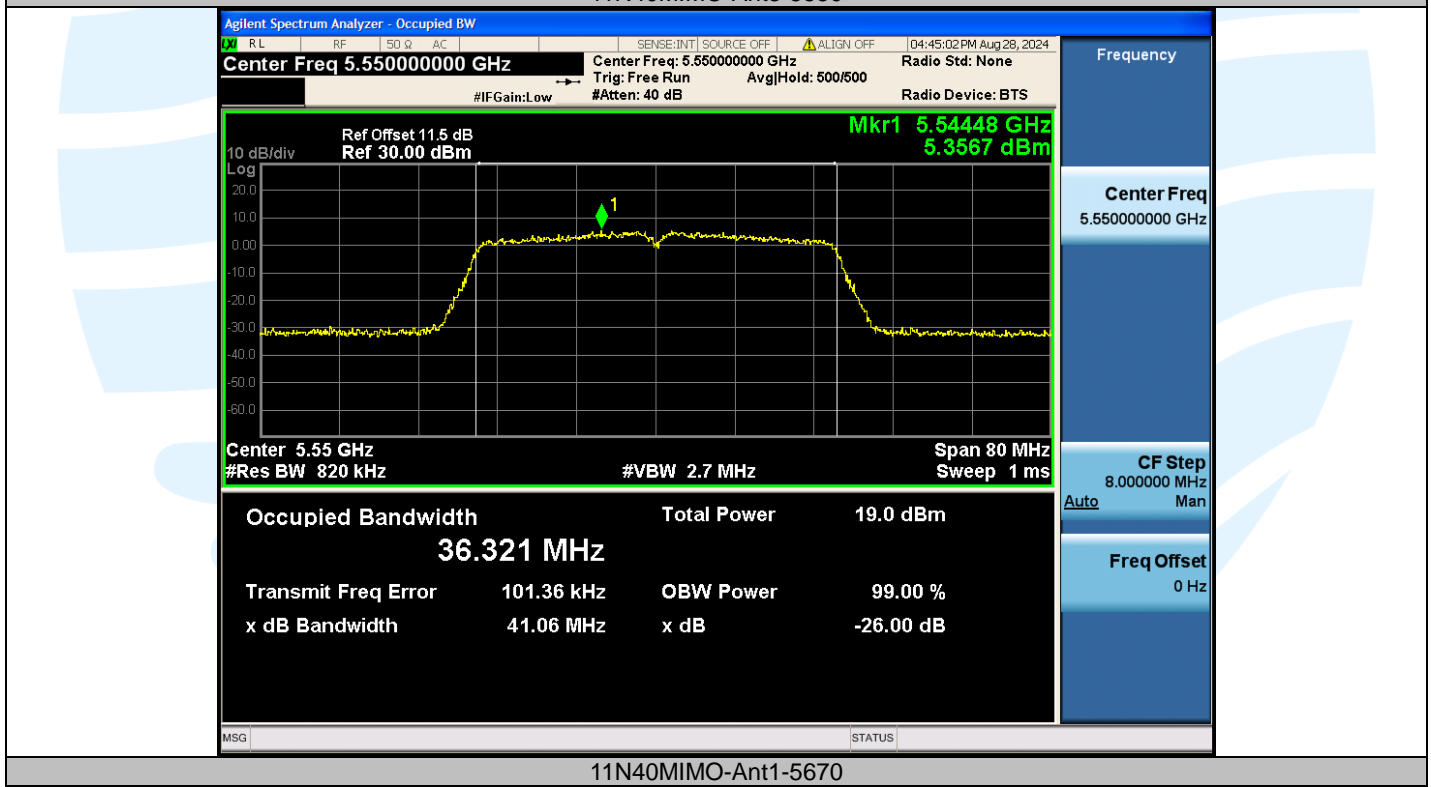 Agilent Spectrum Analyzer - Occupied BW
LXI RL RF 50 Ω AC SENSE:INT SOURCE OFF ALIGN OFF 04:45:02 PM Aug 28, 2024
Center Freq 5.550000000 GHz
Center Freq: 5.550000000 GHz
Radio Std: None
Trig: Free Run Avg|Hold: 500/500
#IFGain:Low
#Atten: 40 dB
Radio Device: BTS
Mkr1 5.54448 GHz
5.3567 dBm
Ref Offset 11.5 dB
10 dB/div Ref 30.00 dBm
Log
20.0
1
10.0
0.00
-10.0
-20.0
-30.0
-40.0
-50.0
-60.0
Center 5.55 GHz Span 80 MHz
#Res BW 820 kHz #VBW 2.7 MHz Sweep 1 ms
Occupied Bandwidth Total Power 19.0 dBm
36.321 MHz
Transmit Freq Error 101.36 kHz OBW Power 99.00 %
x dB Bandwidth 41.06 MHz x dB -26.00 dB
MSG STATUS
Frequency
Center Freq
5.550000000 GHz
CF Step
8.000000 MHz
Auto Man
Freq Offset
0 Hz
11N40MIMO-Ant1-5670